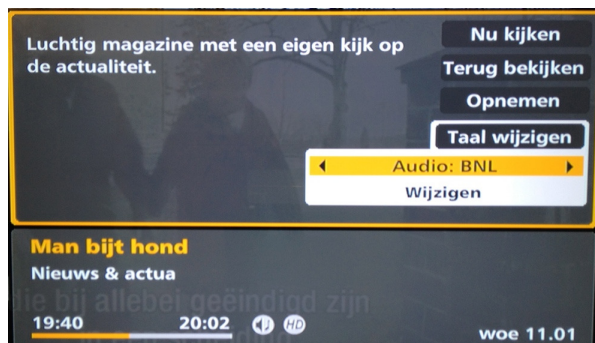 Luchtig magazine met een eigen kijk op
de actualiteit.
Nu kijken
Terug bekijken
Opnemen
Taal wijzigen
Audio: BNL
Wijzigen
Man bijt hond
Nieuws & actua
die bij allebei geëindigd zijn
19:40 20:02 HD
woe 11.01